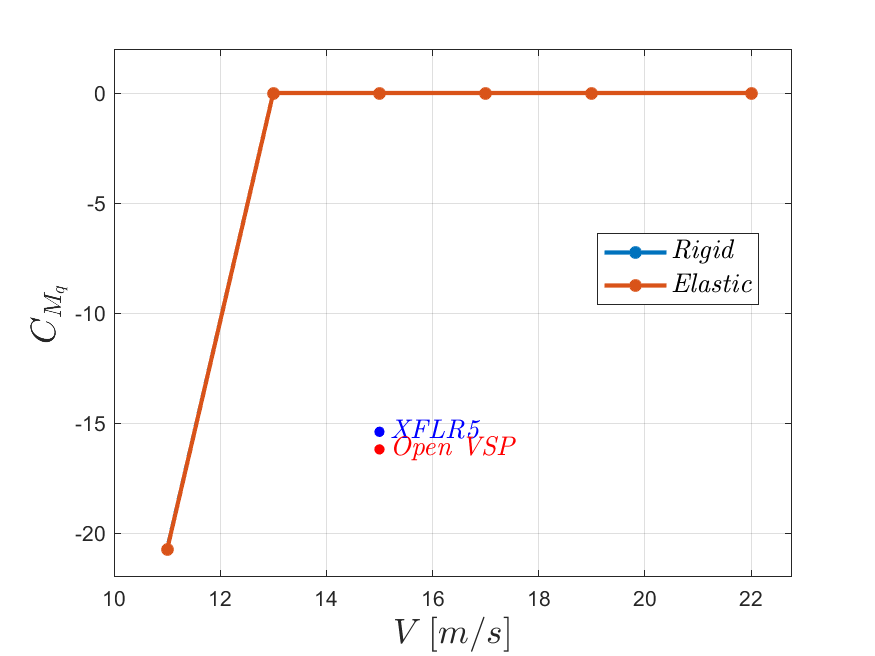 0
-5
-10
-15
-20
C_{M_q}
Rigid
Elastic
XFLR5
Open VSP
10 12 14 16 18 20 22
V [m/s]